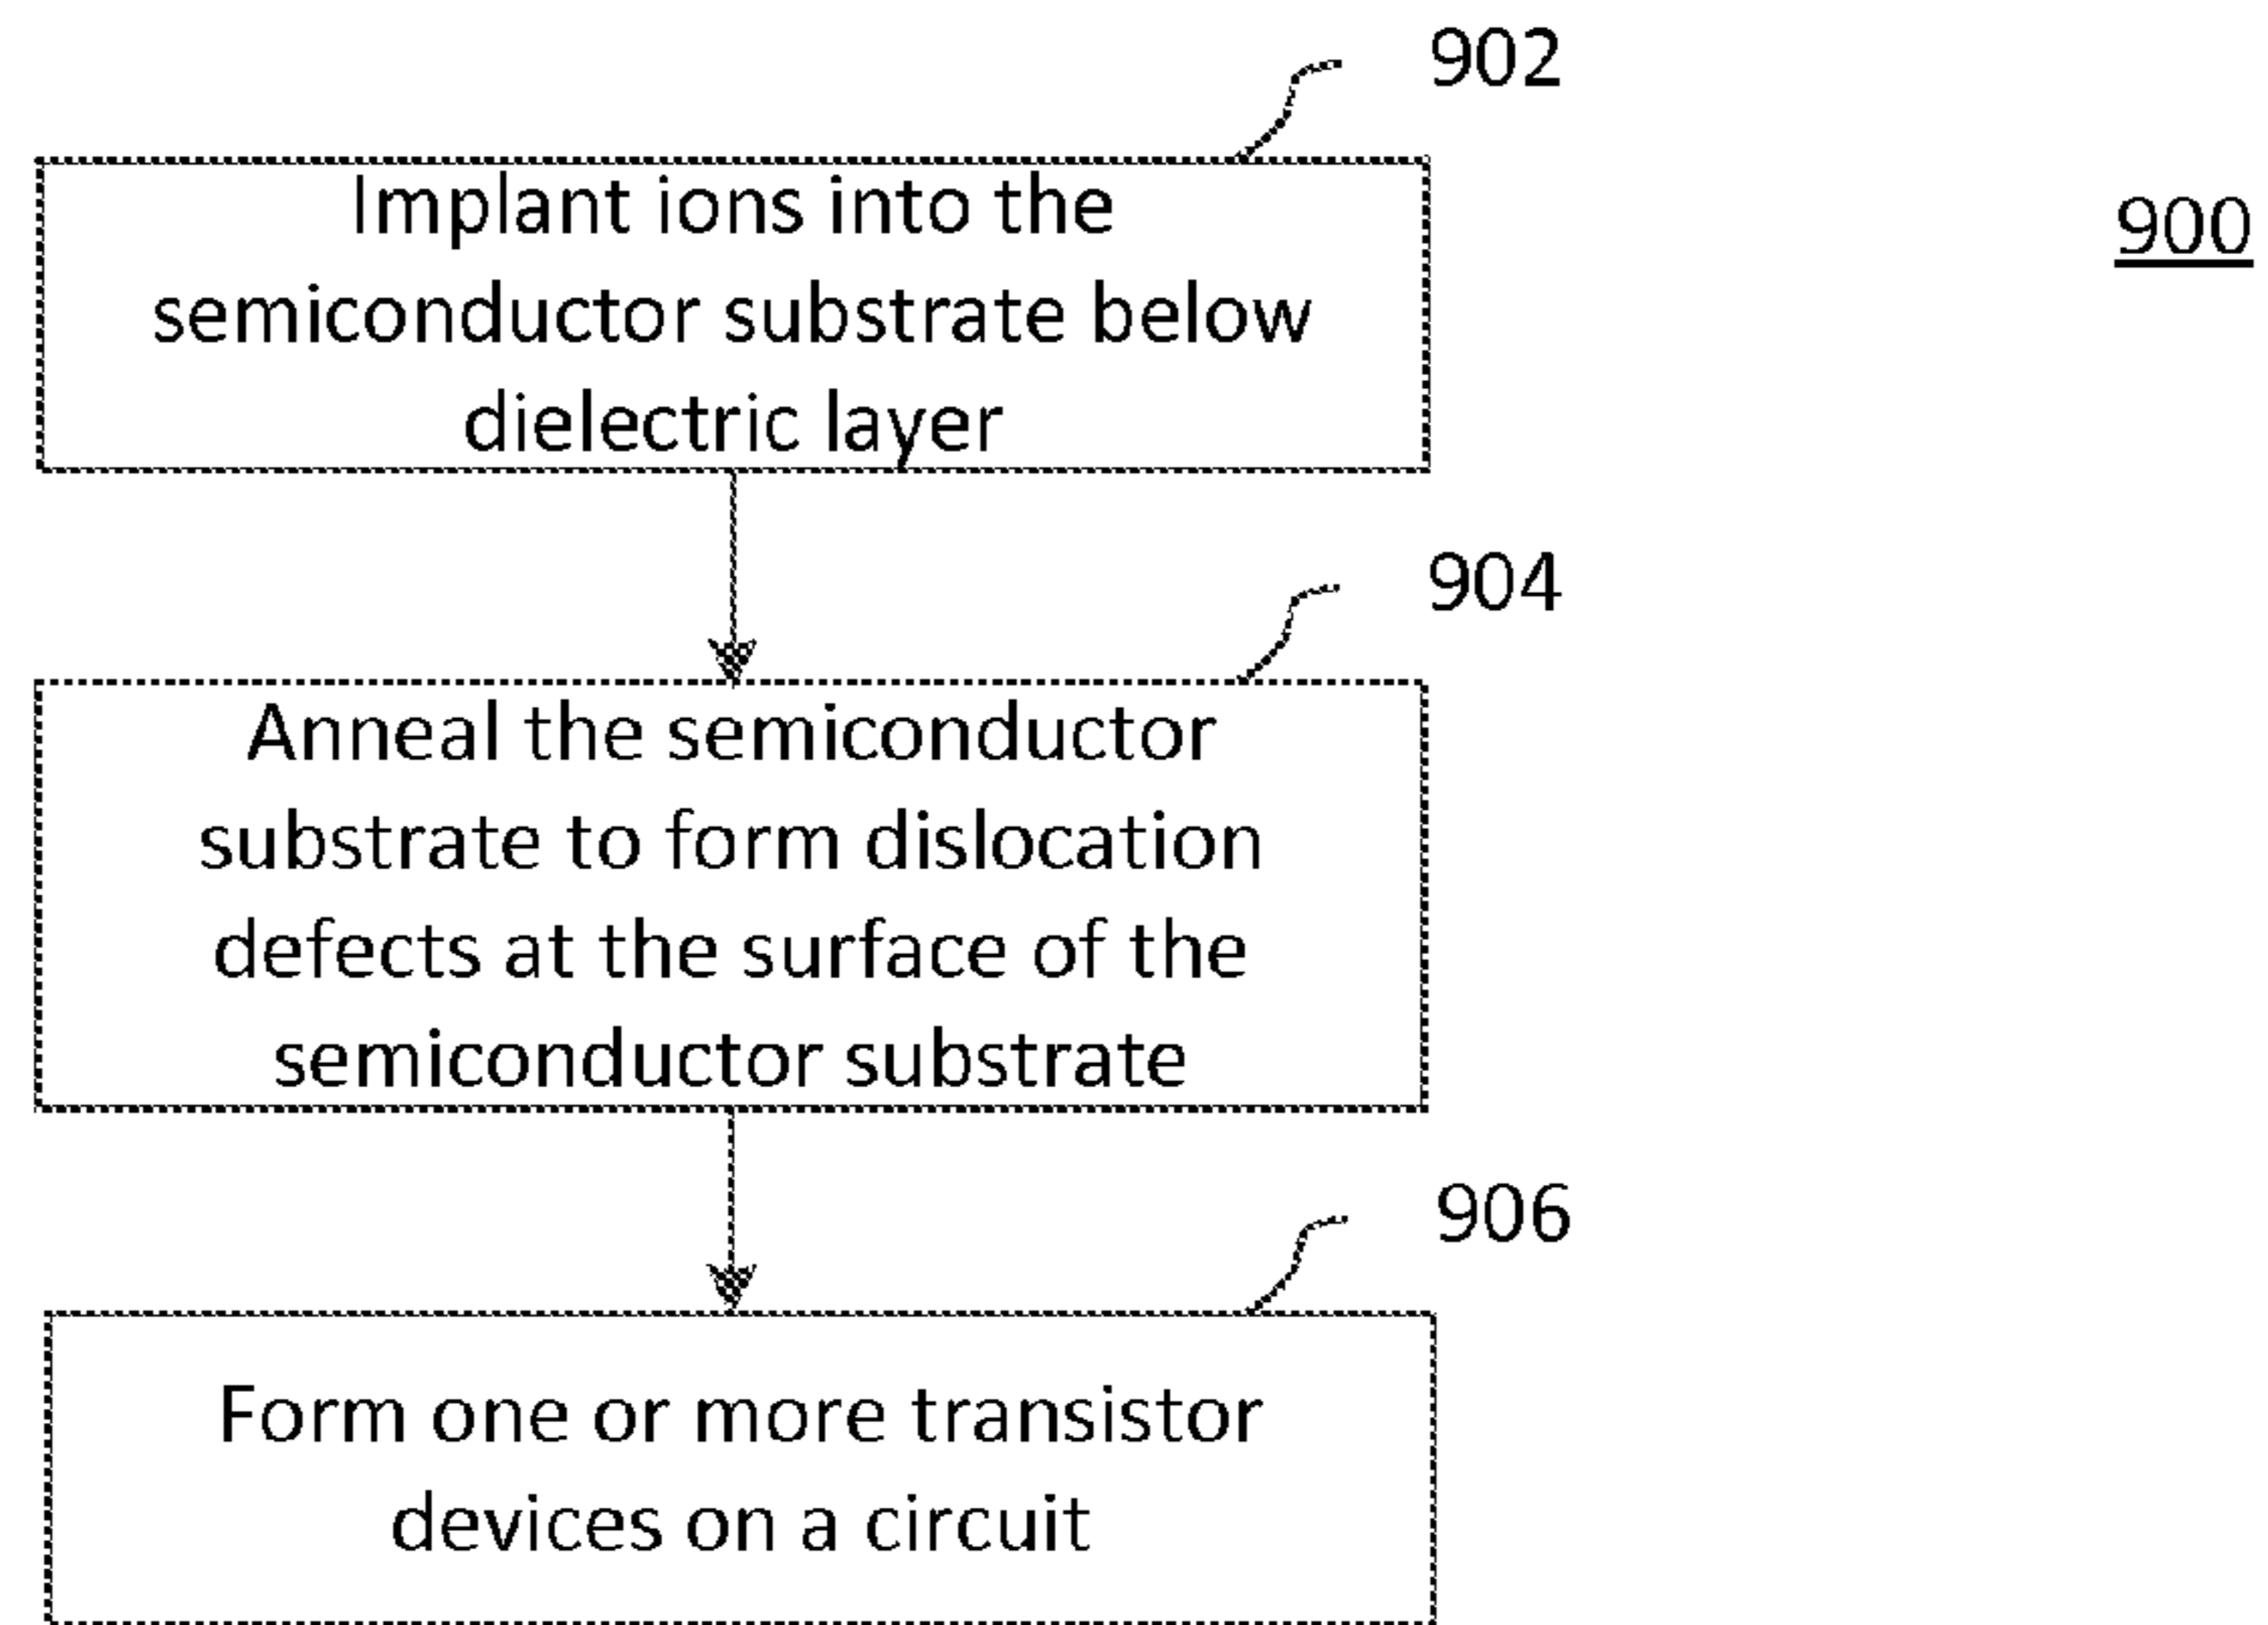 902
900
Implant ions into the
semiconductor substrate below
dielectric layer
904
Anneal the semiconductor
substrate to form dislocation
defects at the surface of the
semiconductor substrate
906
Form one or more transistor
devices on a circuit